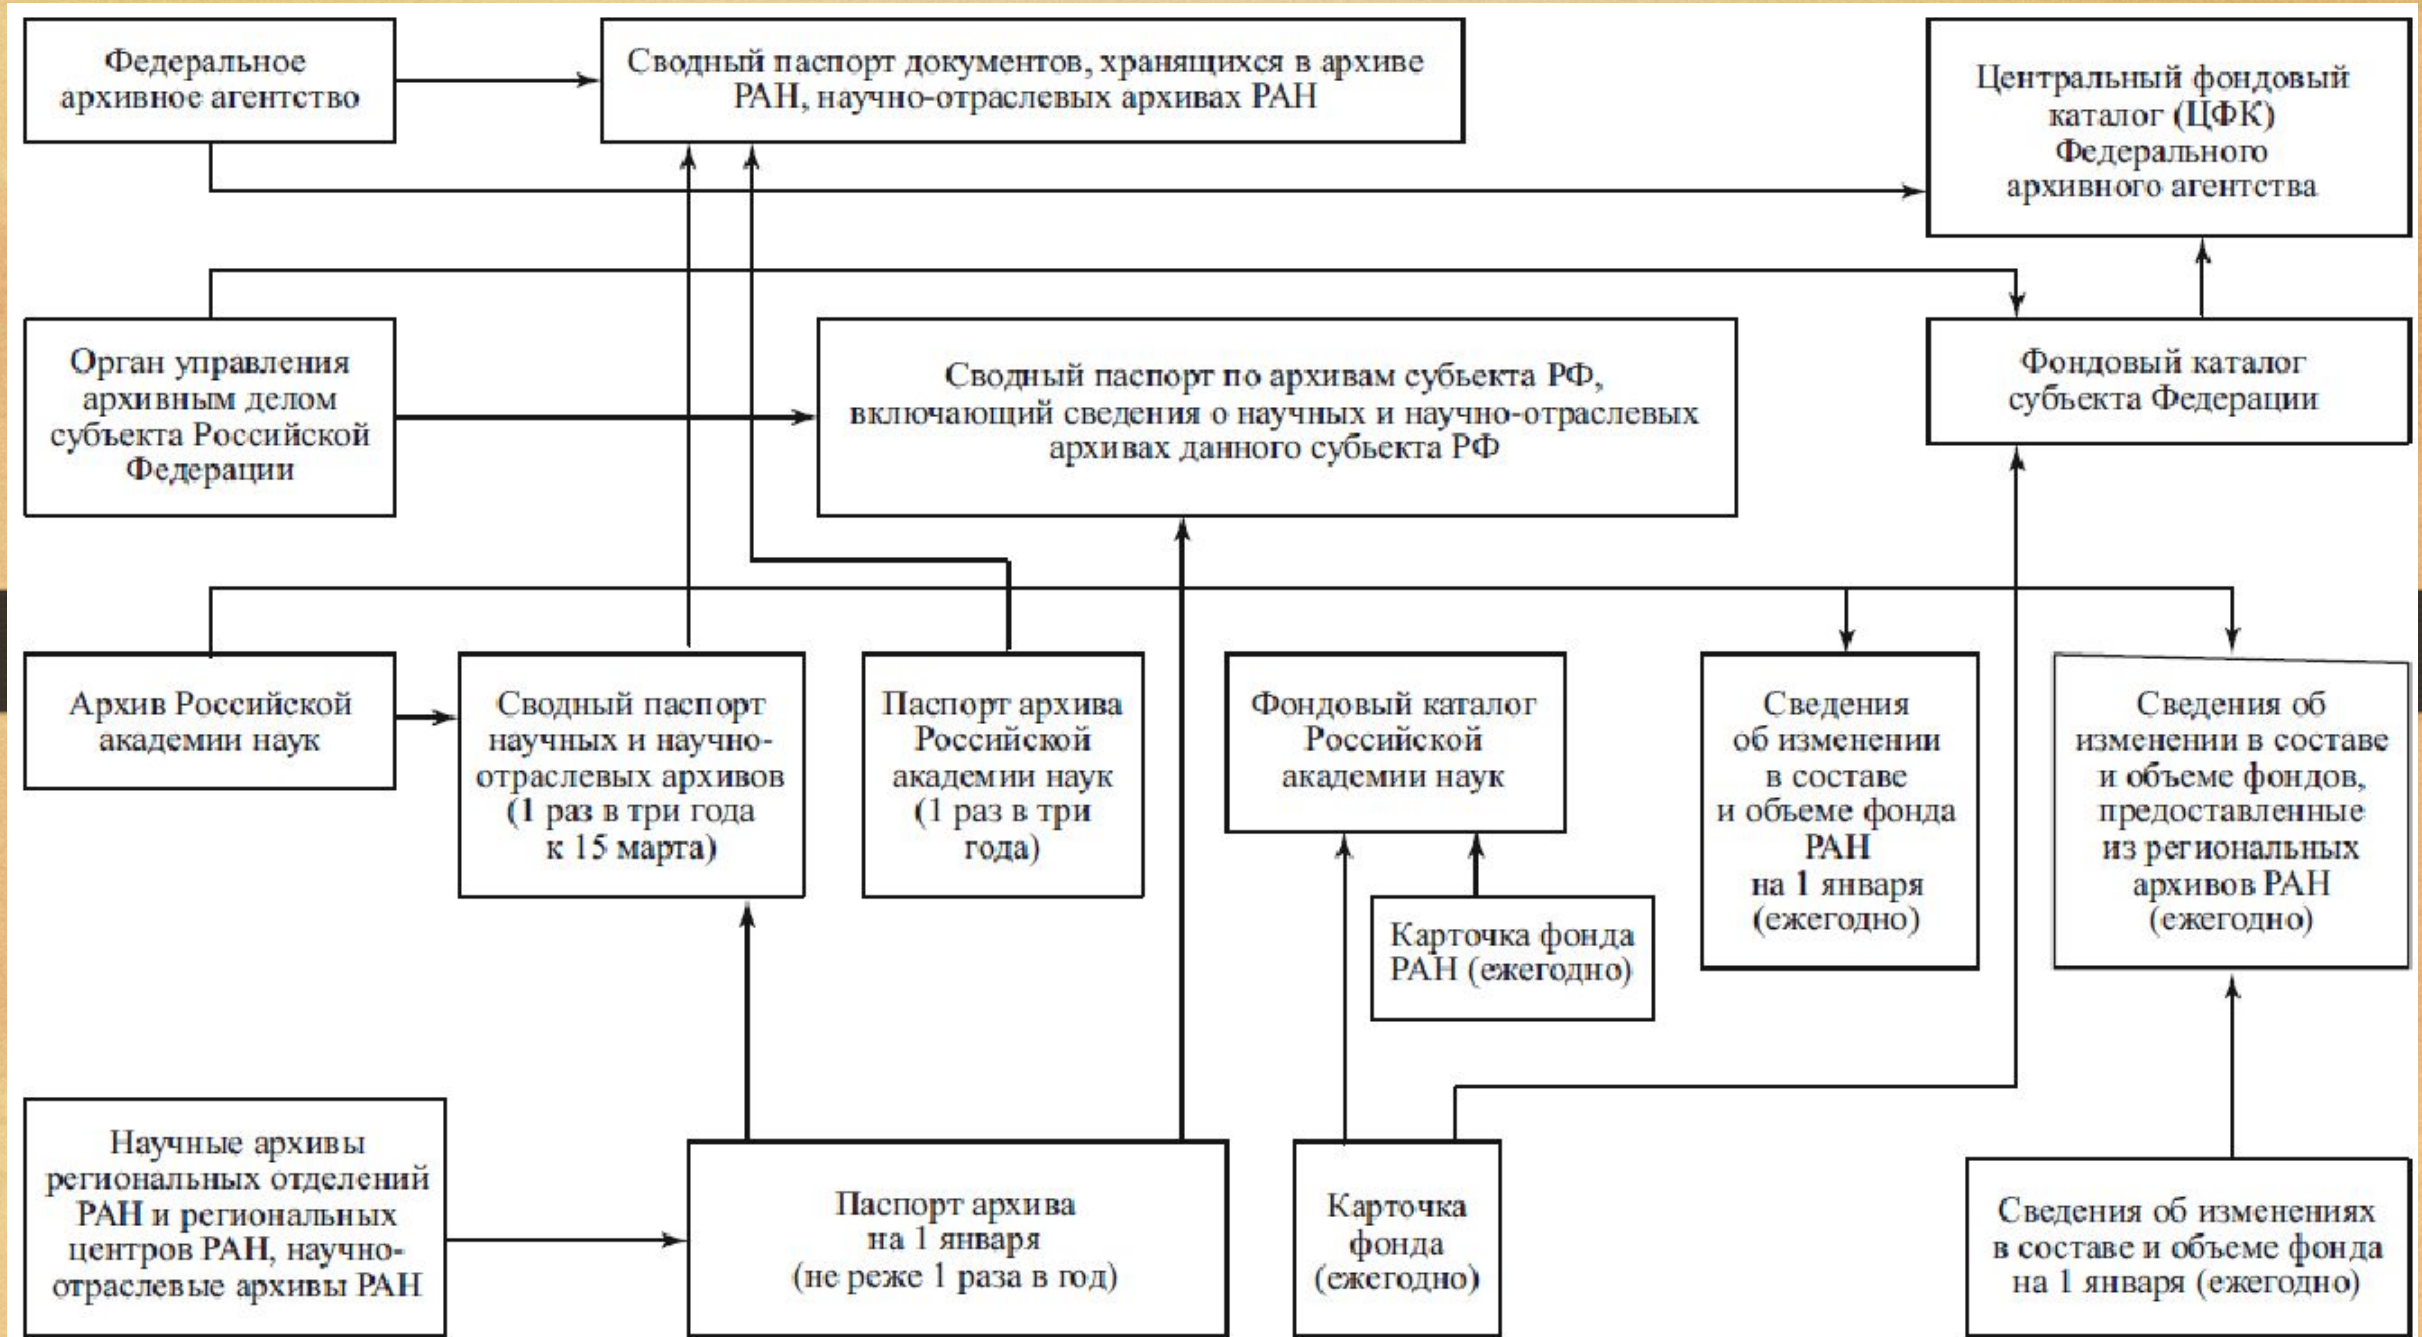 Федеральное
архивное агентство
Сводный паспорт документов, хранящихся в архиве
РАН, научно-отраслевых архивах РАН
Центральный фондовый
каталог (ЦФК)
Федерального
архивного агентства
Орган управления
архивным делом
субъекта Российской
Федерации
Сводный паспорт по архивам субъекта РФ,
включающий сведения о научных и научно-отраслевых
архивах данного субъекта РФ
Фондовый каталог
субъекта Федерации
Архив Российской
академии наук
Сводный паспорт
научных и научно-
отраслевых архивов
(1 раз в три года
к 15 марта)
Паспорт архива
Российской
академии наук
(1 раз в три
года)
Фондовый каталог
Российской
академии наук
Сведения
об изменении
в составе
и объеме фонда
РАН
на 1 января
(ежегодно)
Сведения об
изменении в составе
и объеме фондов,
предоставленные
из региональных
архивов РАН
(ежегодно)
Карточка фонда
РАН (ежегодно)
Научные архивы
региональных отделений
РАН и региональных
центров РАН, научно-
отраслевые архивы РАН
Паспорт архива
на 1 января
(не реже 1 раза в год)
Карточка
фонда
(ежегодно)
Сведения об изменениях
в составе и объеме фонда
на 1 января (ежегодно)